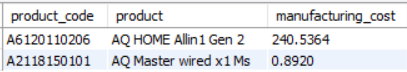 product_code product manufacturing_cost
A6120110206 AQ HOME Allin1 Gen 2 240.5364
A2118150101 AQ Master wired x1 Ms 0.8920